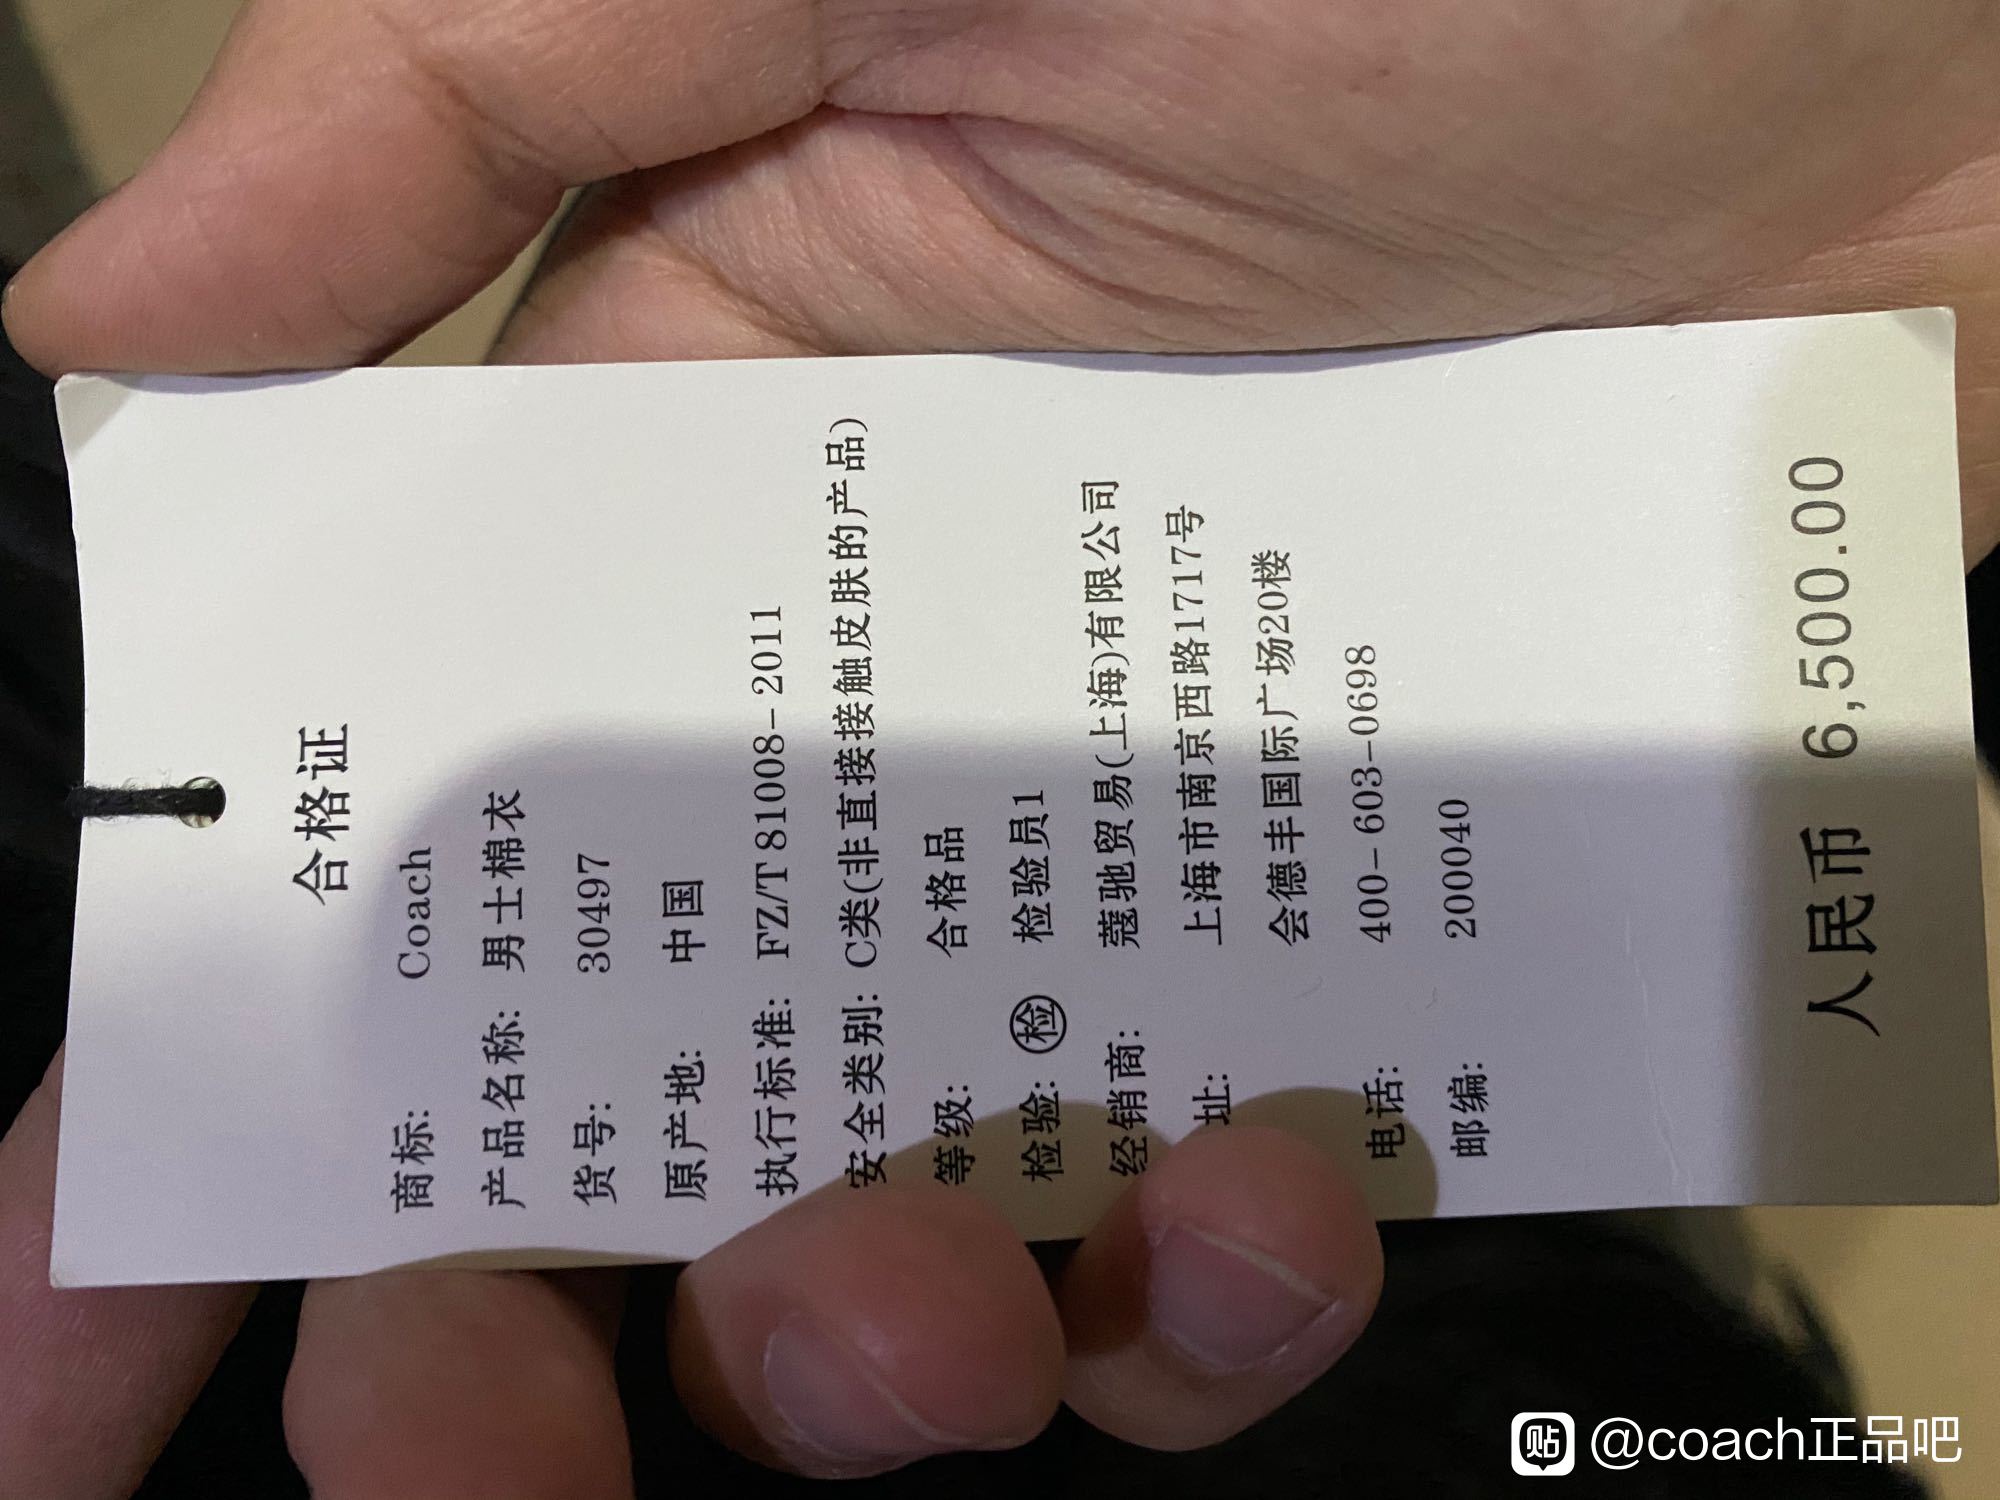 合格证
商标: Coach
产品名称: 男士棉衣
货号: 30497
原产地: 中国
执行标准: FZ/T 81008-2011
安全类别: C类(非直接接触皮肤的产品)
等级: 合格品
检验: 检 检验员1
经销商: 蔻驰贸易(上海)有限公司
址: 上海市南京西路1717号
会德丰国际广场20楼
电话: 400-603-0698
邮编: 200040
人民币 6,500.00
贴 @coach正品吧